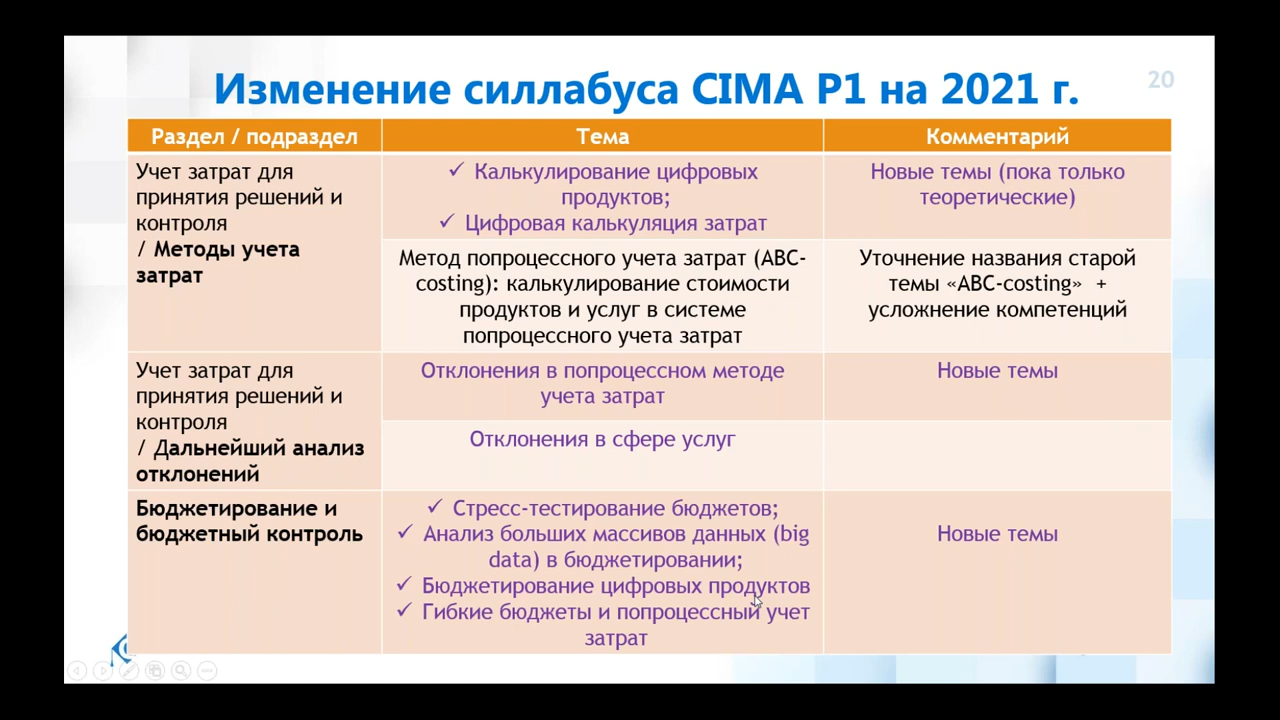 Изменение силлабуса CIMA P1 на 2021 г.
20
Раздел / подраздел
Тема
Комментарий
Учет затрат для
принятия решений и
контроля
/ Методы учета
затрат
✓ Калькулирование цифровых
продуктов;
✓ Цифровая калькуляция затрат
Новые темы (пока только
теоретические)
Метод попроцессного учета затрат (ABC-
costing): калькулирование стоимости
продуктов и услуг в системе
попроцессного учета затрат
Уточнение названия старой
темы «ABC-costing» +
усложнение компетенций
Учет затрат для
принятия решений и
контроля
/ Дальнейший анализ
отклонений
Отклонения в попроцессном методе
учета затрат
Новые темы
Отклонения в сфере услуг
Бюджетирование и
бюджетный контроль
✓ Стресс-тестирование бюджетов;
✓ Анализ больших массивов данных (big
data) в бюджетировании;
✓ Бюджетирование цифровых продуктов
✓ Гибкие бюджеты и попроцессный учет
затрат
Новые темы